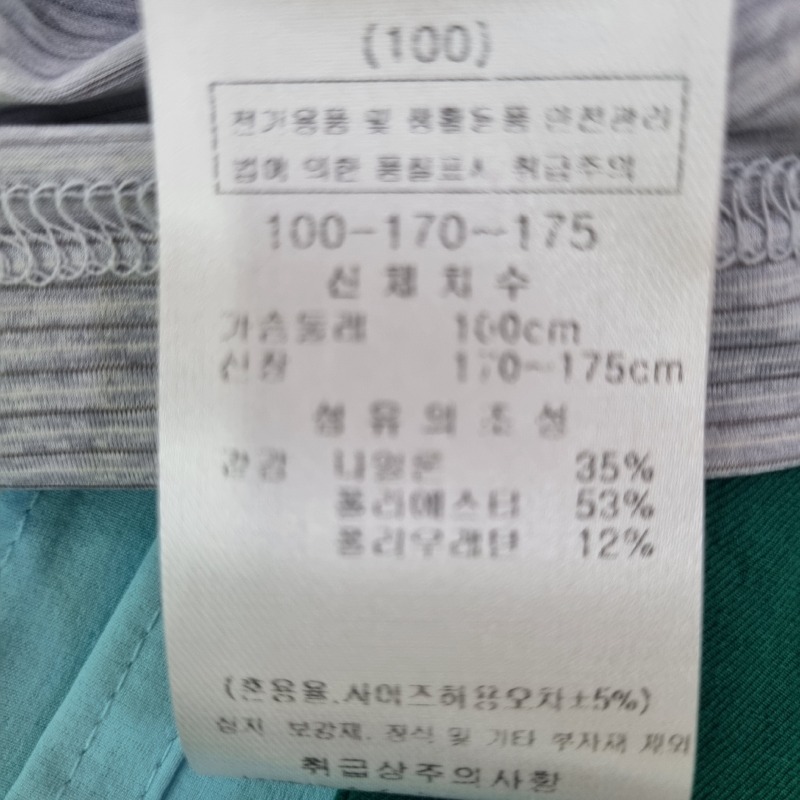 (100)
전기용품 및 생활용품 안전관리
법에 의한 품질표시 취급주의
100-170~175
신체치수
가슴둘레 100cm
신장 170~175cm
섬유의조성
겉감 나일론 35%
폴리에스터 53%
폴리우레탄 12%
(혼용율.사이즈허용오차±5%)
심지 보강재. 장식 및 기타 부자재 제외
취급상주의사항